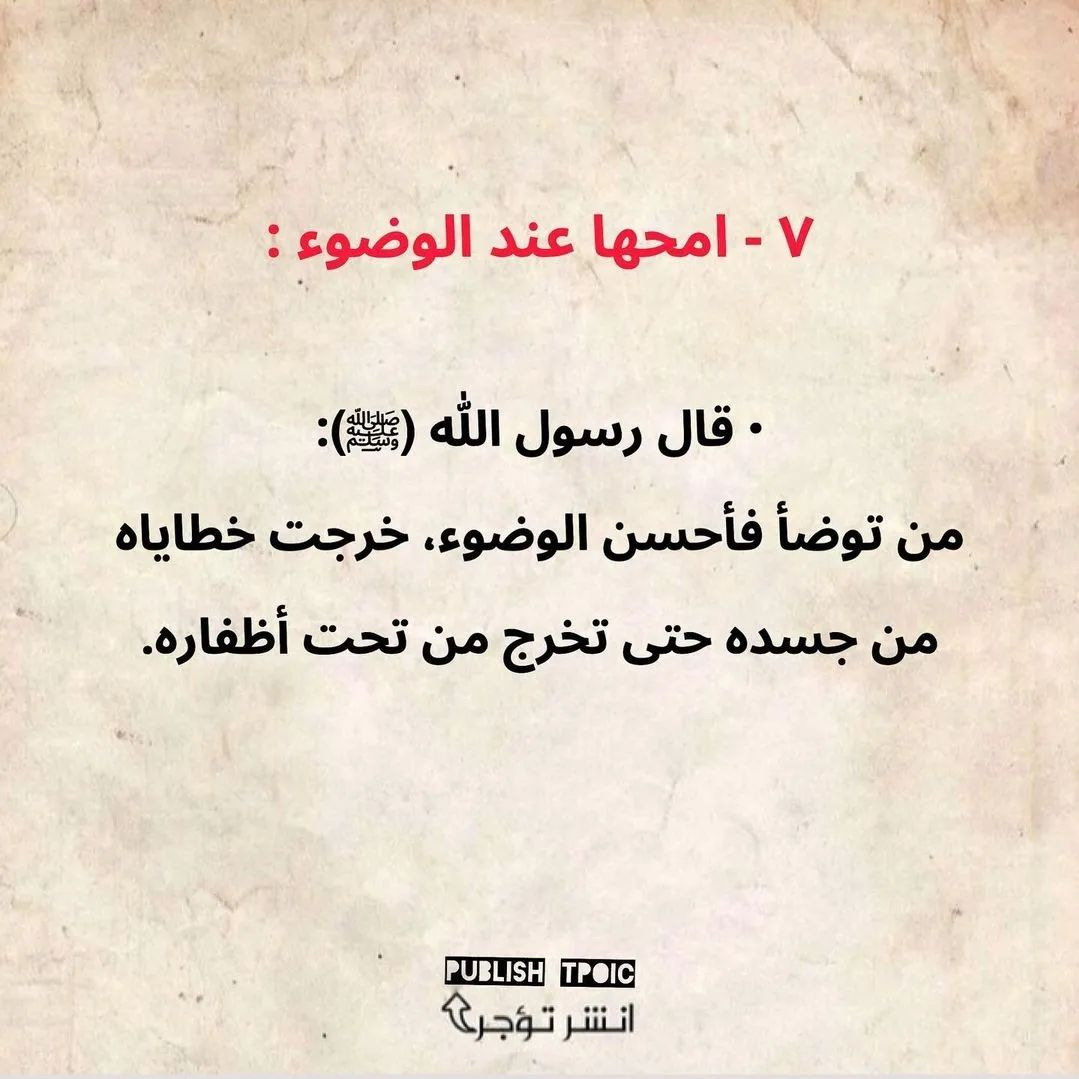 ٧ - امحها عند الوضوء :
• قال رسول الله (ﷺ):
من توضأ فأحسن الوضوء، خرجت خطاياه
من جسده حتى تخرج من تحت أظفاره.
PUBLISH TPOIC
انشر تؤجر